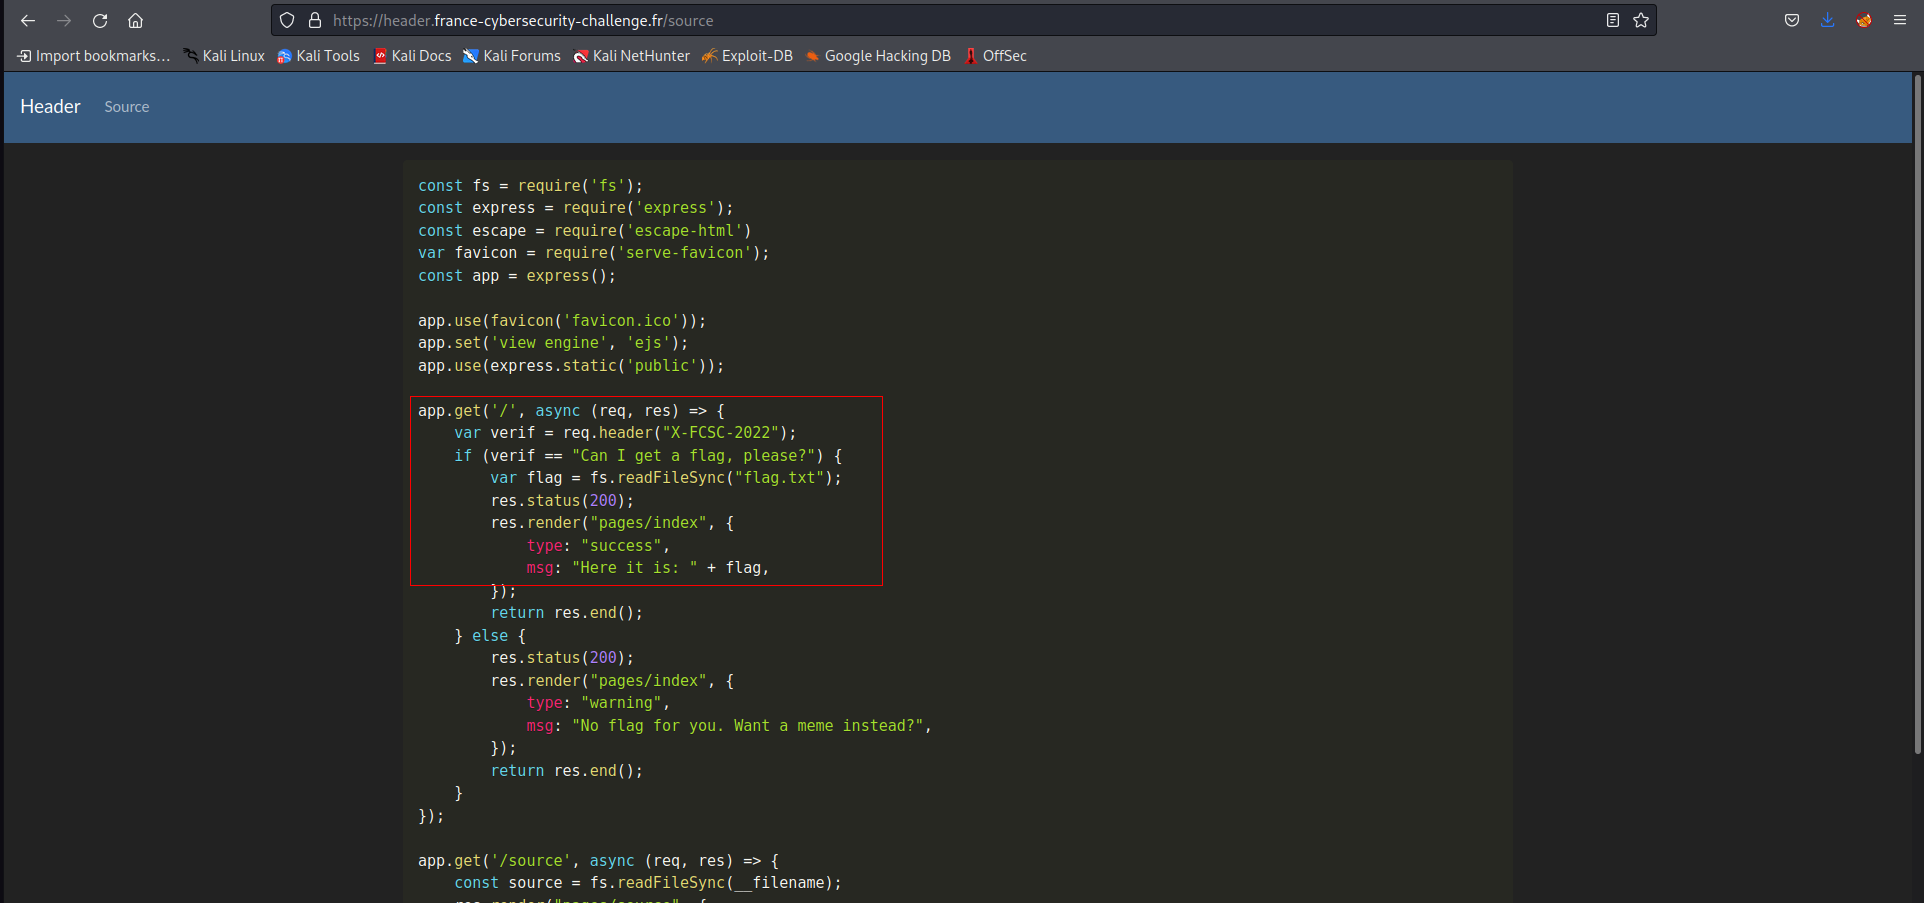 https://header.france-cybersecurity-challenge.fr/source
Import bookmarks... Kali Linux Kali Tools Kali Docs Kali Forums Kali NetHunter Exploit-DB Google Hacking DB OffSec
Header Source
const fs = require('fs');
const express = require('express');
const escape = require('escape-html')
var favicon = require('serve-favicon');
const app = express();
app.use(favicon('favicon.ico'));
app.set('view engine', 'ejs');
app.use(express.static('public'));
app.get('/', async (req, res) => {
    var verif = req.header("X-FCSC-2022");
    if (verif == "Can I get a flag, please?") {
        var flag = fs.readFileSync("flag.txt");
        res.status(200);
        res.render("pages/index", {
            type: "success",
            msg: "Here it is: " + flag,
        });
        return res.end();
    } else {
        res.status(200);
        res.render("pages/index", {
            type: "warning",
            msg: "No flag for you. Want a meme instead?",
        });
        return res.end();
    }
});
app.get('/source', async (req, res) => {
    const source = fs.readFileSync(__filename);
    res.render("pages/source", {